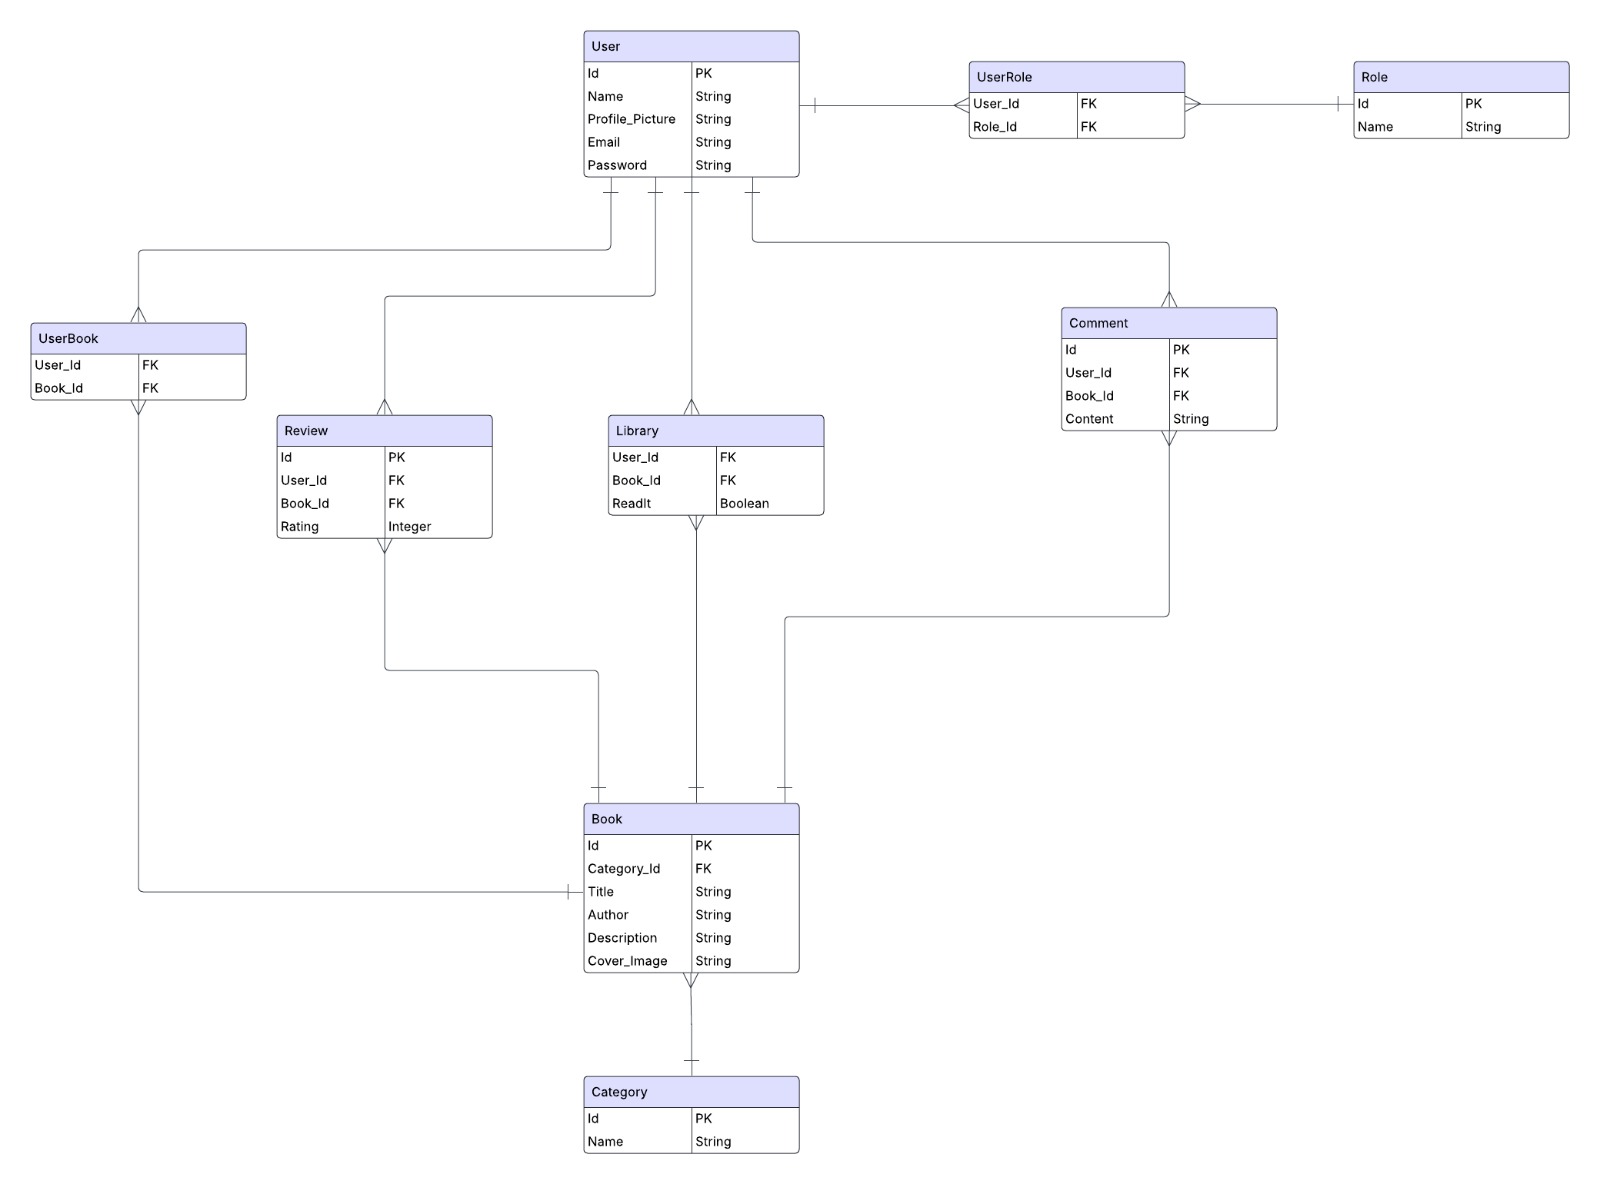 User
Id PK
Name String
Profile_Picture String
Email String
Password String
UserRole
User_Id FK
Role_Id FK
Role
Id PK
Name String
UserBook
User_Id FK
Book_Id FK
Review
Id PK
User_Id FK
Book_Id FK
Rating Integer
Library
User_Id FK
Book_Id FK
ReadIt Boolean
Comment
Id PK
User_Id FK
Book_Id FK
Content String
Book
Id PK
Category_Id FK
Title String
Author String
Description String
Cover_Image String
Category
Id PK
Name String